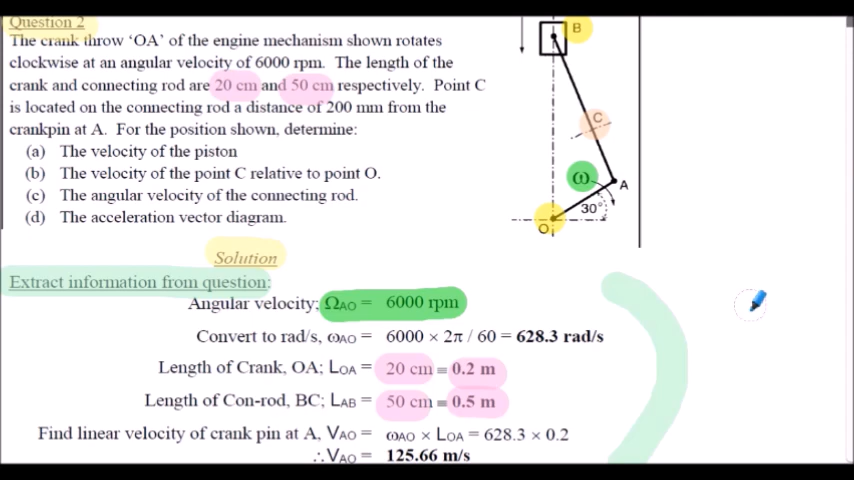 Question 2
The crank throw ‘OA’ of the engine mechanism shown rotates
clockwise at an angular velocity of 6000 rpm. The length of the
crank and connecting rod are 20 cm and 50 cm respectively. Point C
is located on the connecting rod a distance of 200 mm from the
crankpin at A. For the position shown, determine:
(a) The velocity of the piston
(b) The velocity of the point C relative to point O.
(c) The angular velocity of the connecting rod.
(d) The acceleration vector diagram.
B
C
ω
A
30°
O
Solution
Extract information from question:
Angular velocity; ΩAO = 6000 rpm
Convert to rad/s, ωAO = 6000 × 2π / 60 = 628.3 rad/s
Length of Crank, OA; LOA = 20 cm = 0.2 m
Length of Con-rod, BC; LAB = 50 cm = 0.5 m
Find linear velocity of crank pin at A, VAO = ωAO × LOA = 628.3 × 0.2
∴VAO = 125.66 m/s